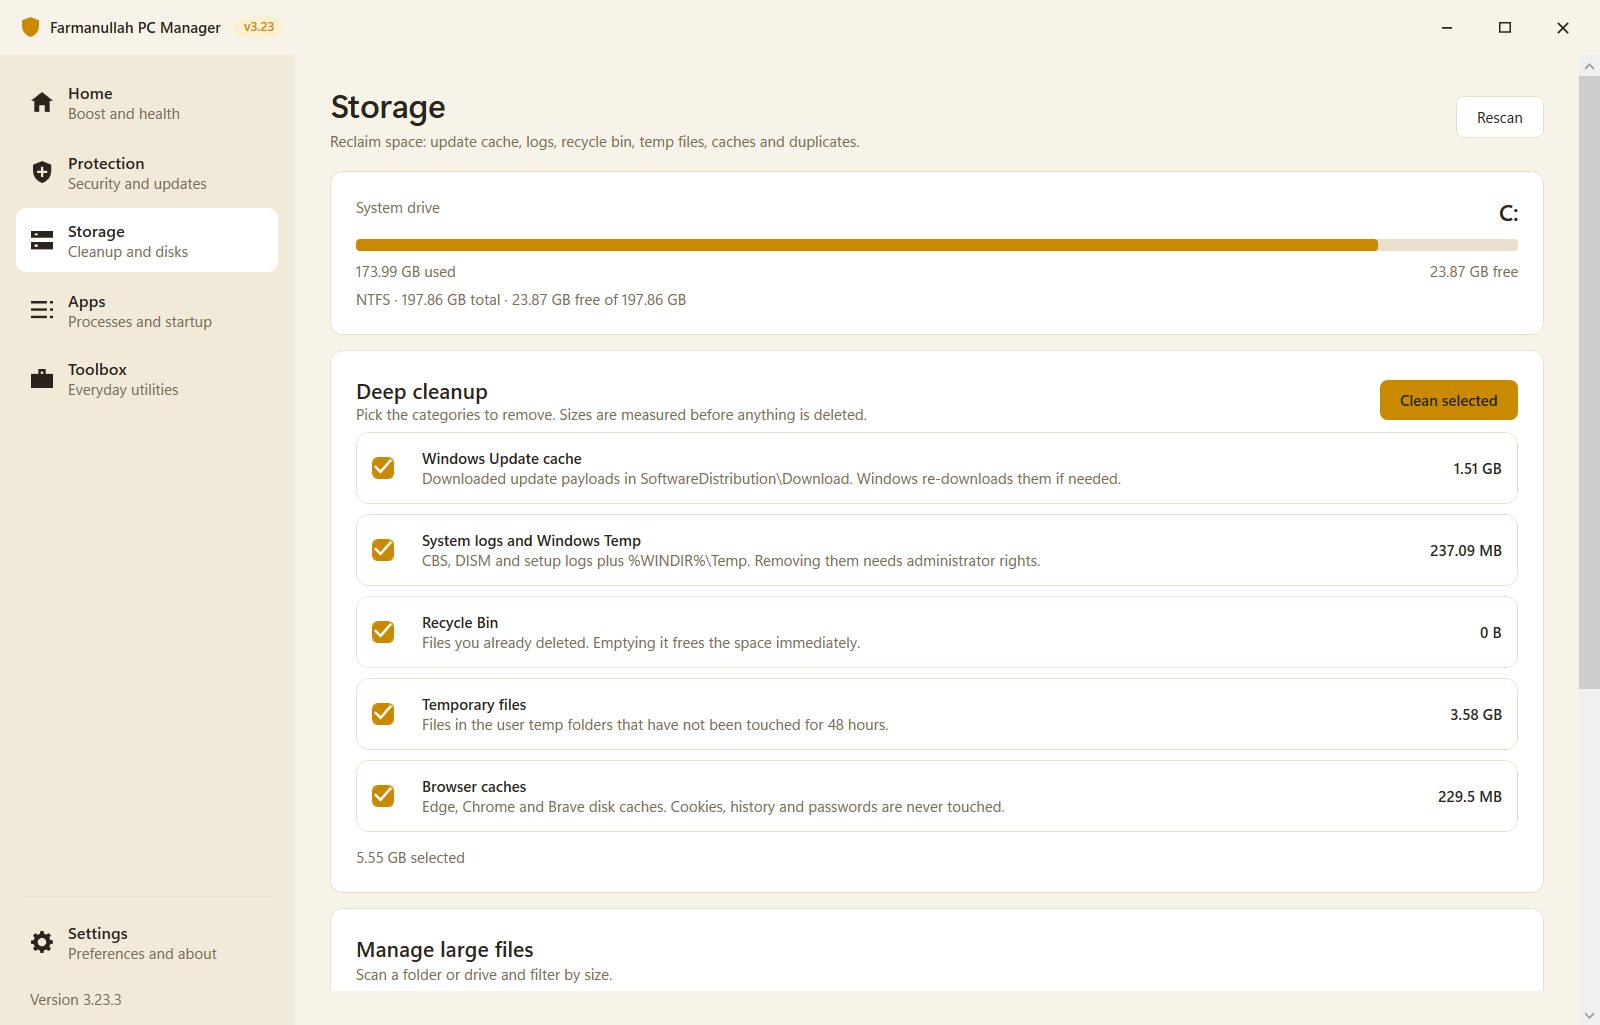 Farmanullah PC Manager v3.23
Home
Boost and health
Protection
Security and updates
Storage
Cleanup and disks
Apps
Processes and startup
Toolbox
Everyday utilities
Settings
Preferences and about
Version 3.23.3
Storage
Reclaim space: update cache, logs, recycle bin, temp files, caches and duplicates.
Rescan
System drive
C:
173.99 GB used
23.87 GB free
NTFS · 197.86 GB total · 23.87 GB free of 197.86 GB
Deep cleanup
Pick the categories to remove. Sizes are measured before anything is deleted.
Clean selected
Windows Update cache
Downloaded update payloads in SoftwareDistribution\Download. Windows re-downloads them if needed.
1.51 GB
System logs and Windows Temp
CBS, DISM and setup logs plus %WINDIR%\Temp. Removing them needs administrator rights.
237.09 MB
Recycle Bin
Files you already deleted. Emptying it frees the space immediately.
0 B
Temporary files
Files in the user temp folders that have not been touched for 48 hours.
3.58 GB
Browser caches
Edge, Chrome and Brave disk caches. Cookies, history and passwords are never touched.
229.5 MB
5.55 GB selected
Manage large files
Scan a folder or drive and filter by size.